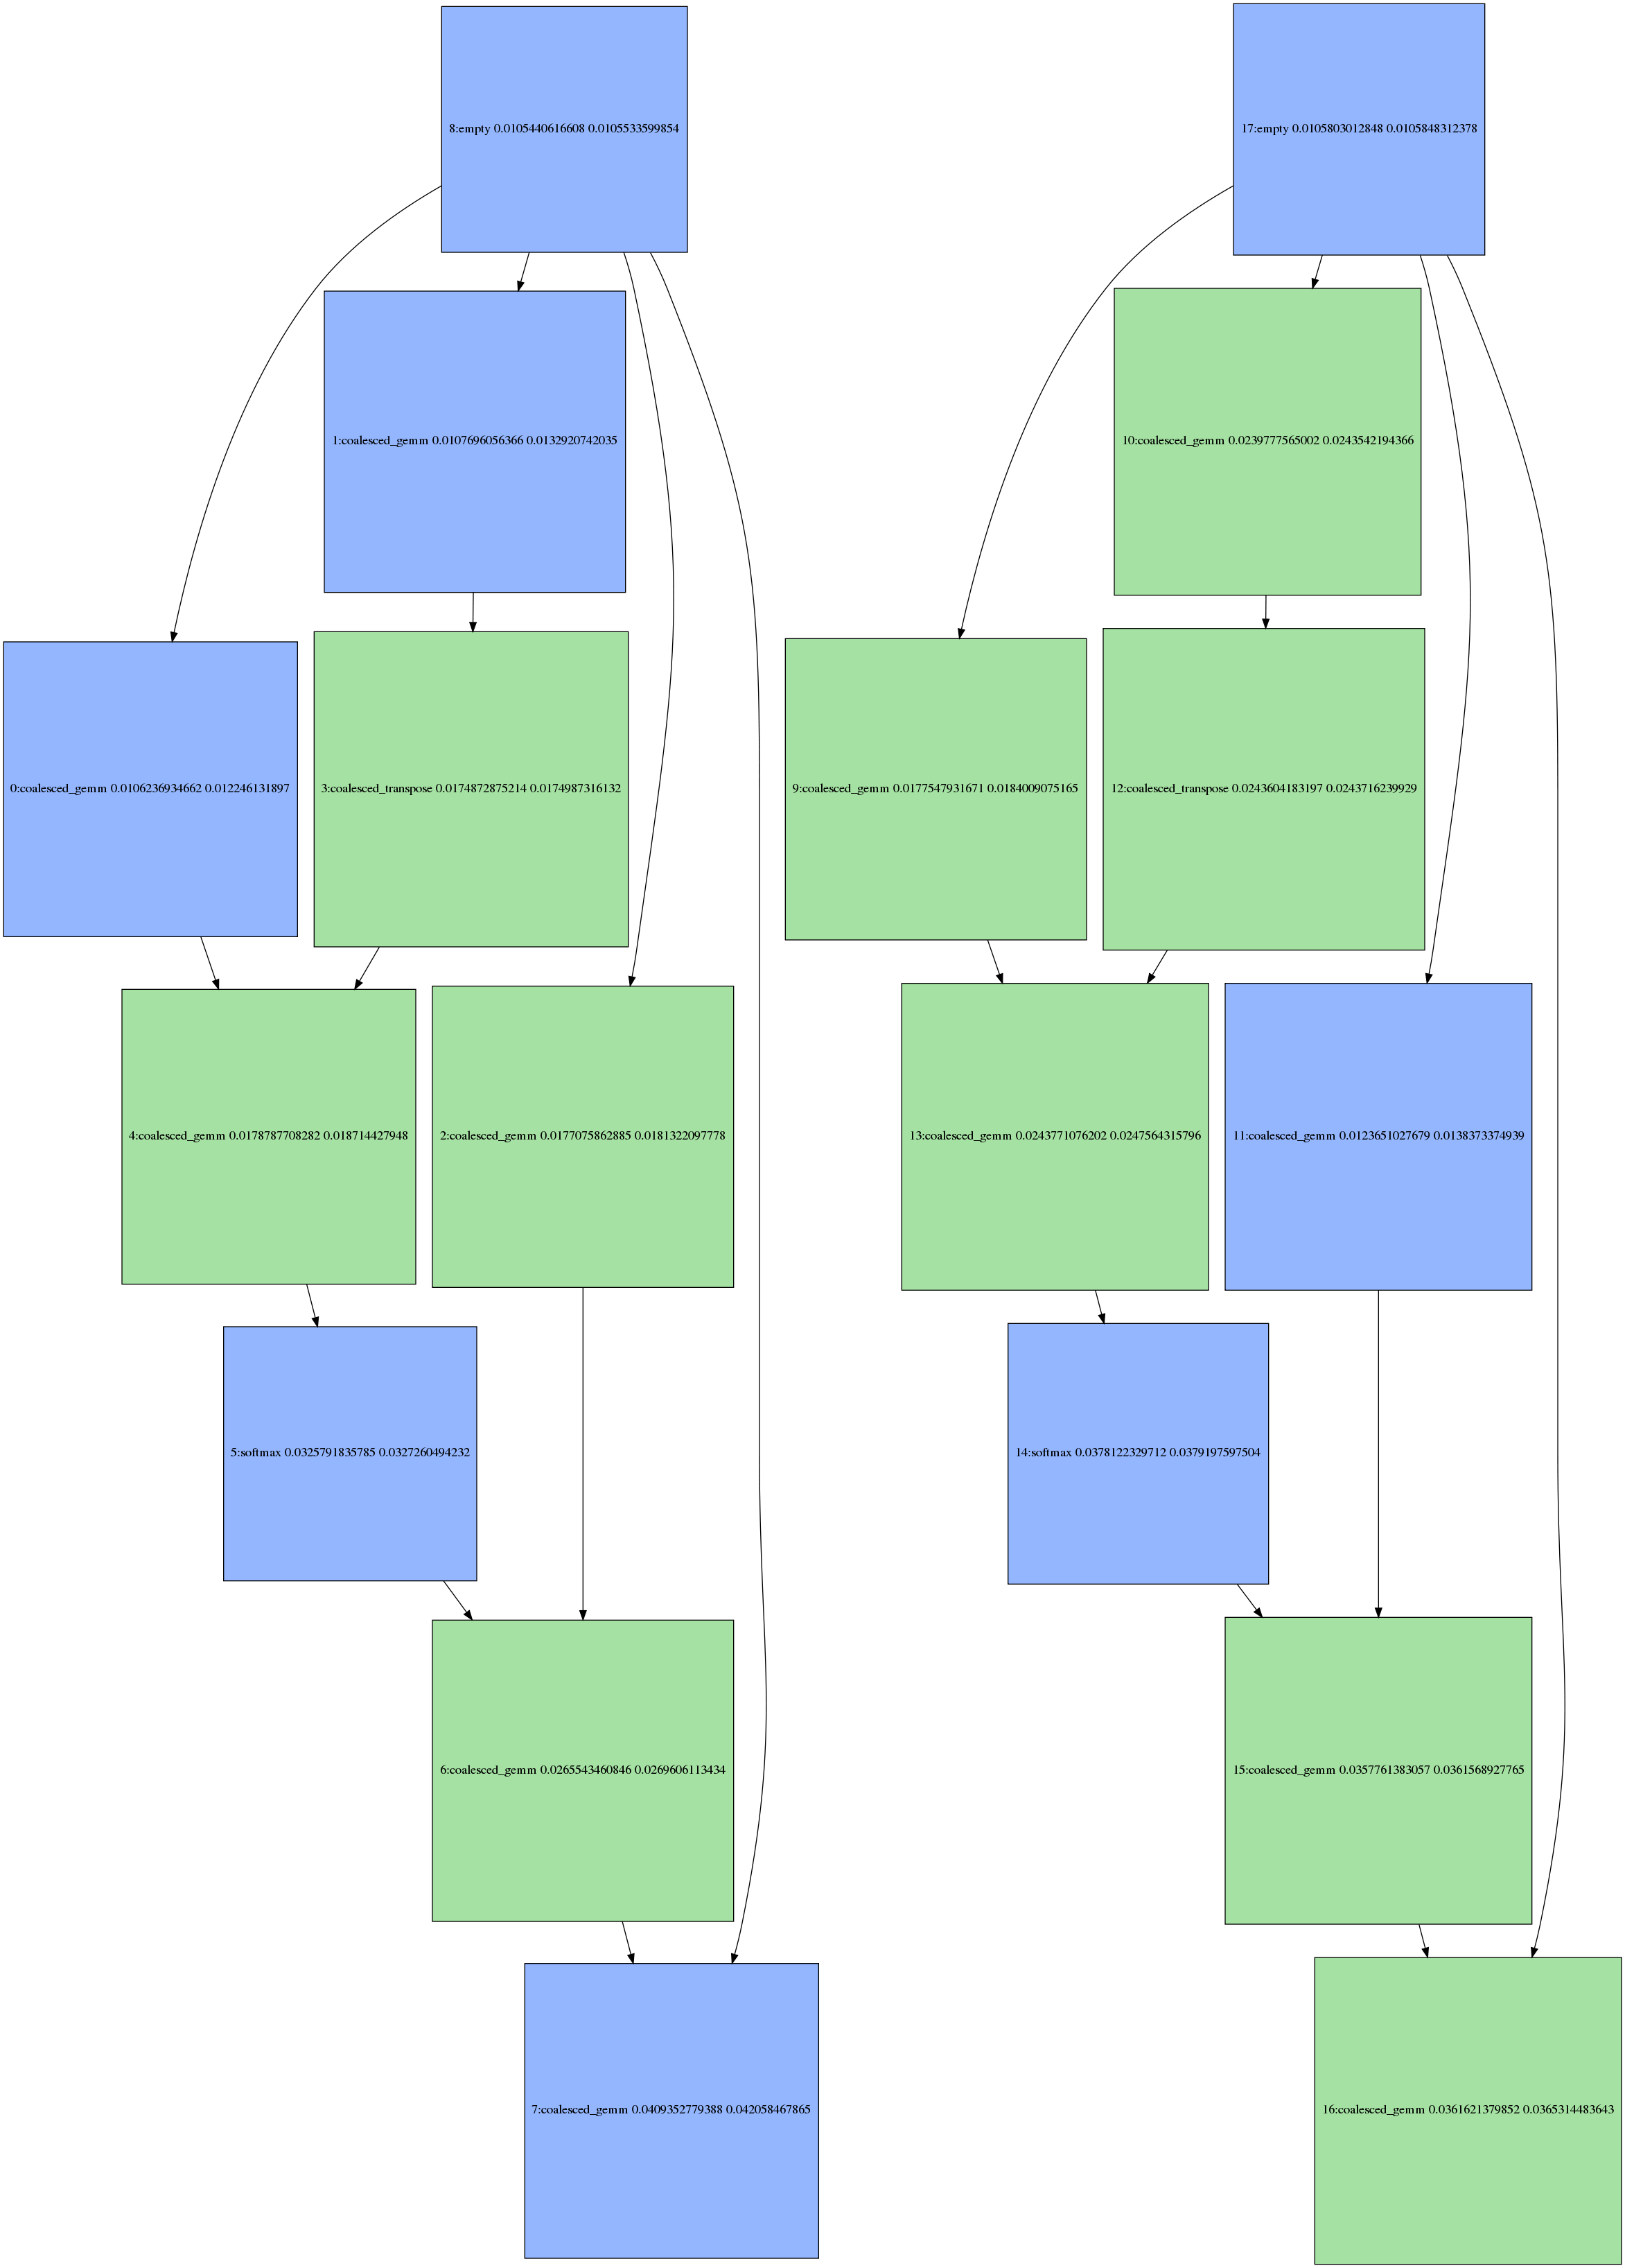 8:empty 0.0105440616608 0.0105533599854
17:empty 0.0105803012848 0.0105848312378
1:coalesced_gemm 0.0107696056366 0.0132920742035
10:coalesced_gemm 0.0239777565002 0.0243542194366
0:coalesced_gemm 0.0106236934662 0.012246131897
3:coalesced_transpose 0.0174872875214 0.0174987316132
9:coalesced_gemm 0.0177547931671 0.0184009075165
12:coalesced_transpose 0.0243604183197 0.0243716239929
4:coalesced_gemm 0.0178787708282 0.018714427948
2:coalesced_gemm 0.0177075862885 0.0181322097778
13:coalesced_gemm 0.0243771076202 0.0247564315796
11:coalesced_gemm 0.0123651027679 0.0138373374939
5:softmax 0.0325791835785 0.0327260494232
14:softmax 0.0378122329712 0.0379197597504
6:coalesced_gemm 0.0265543460846 0.0269606113434
15:coalesced_gemm 0.0357761383057 0.0361568927765
7:coalesced_gemm 0.0409352779388 0.042058467865
16:coalesced_gemm 0.0361621379852 0.0365314483643